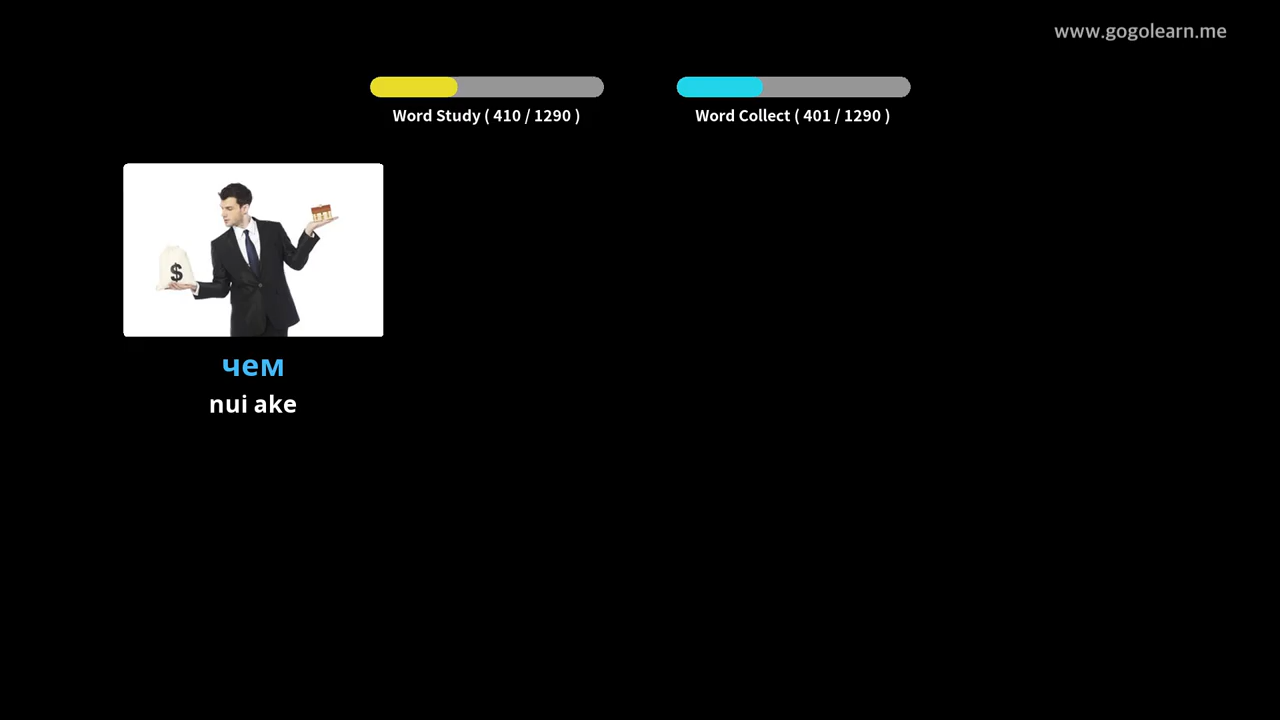 www.gogolearn.me
Word Study ( 410 / 1290 )
Word Collect ( 401 / 1290 )
$
чем
nui ake